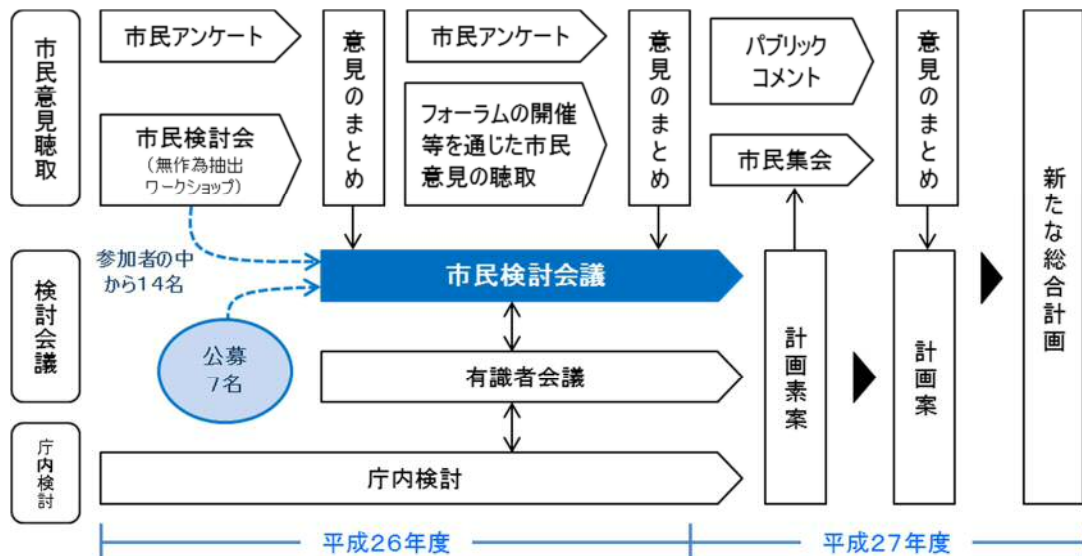 市民意見聴取
市民アンケート
市民検討会
（無作為抽出
ワークショップ）
意見のまとめ
市民アンケート
フォーラムの開催
等を通じた市民
意見の聴取
意見のまとめ
パブリック
コメント
市民集会
意見のまとめ
新たな総合計画
検討会議
参加者の中
から14名
公募
7名
市民検討会議
有識者会議
計画素案
計画案
庁内検討
庁内検討
平成26年度
平成27年度